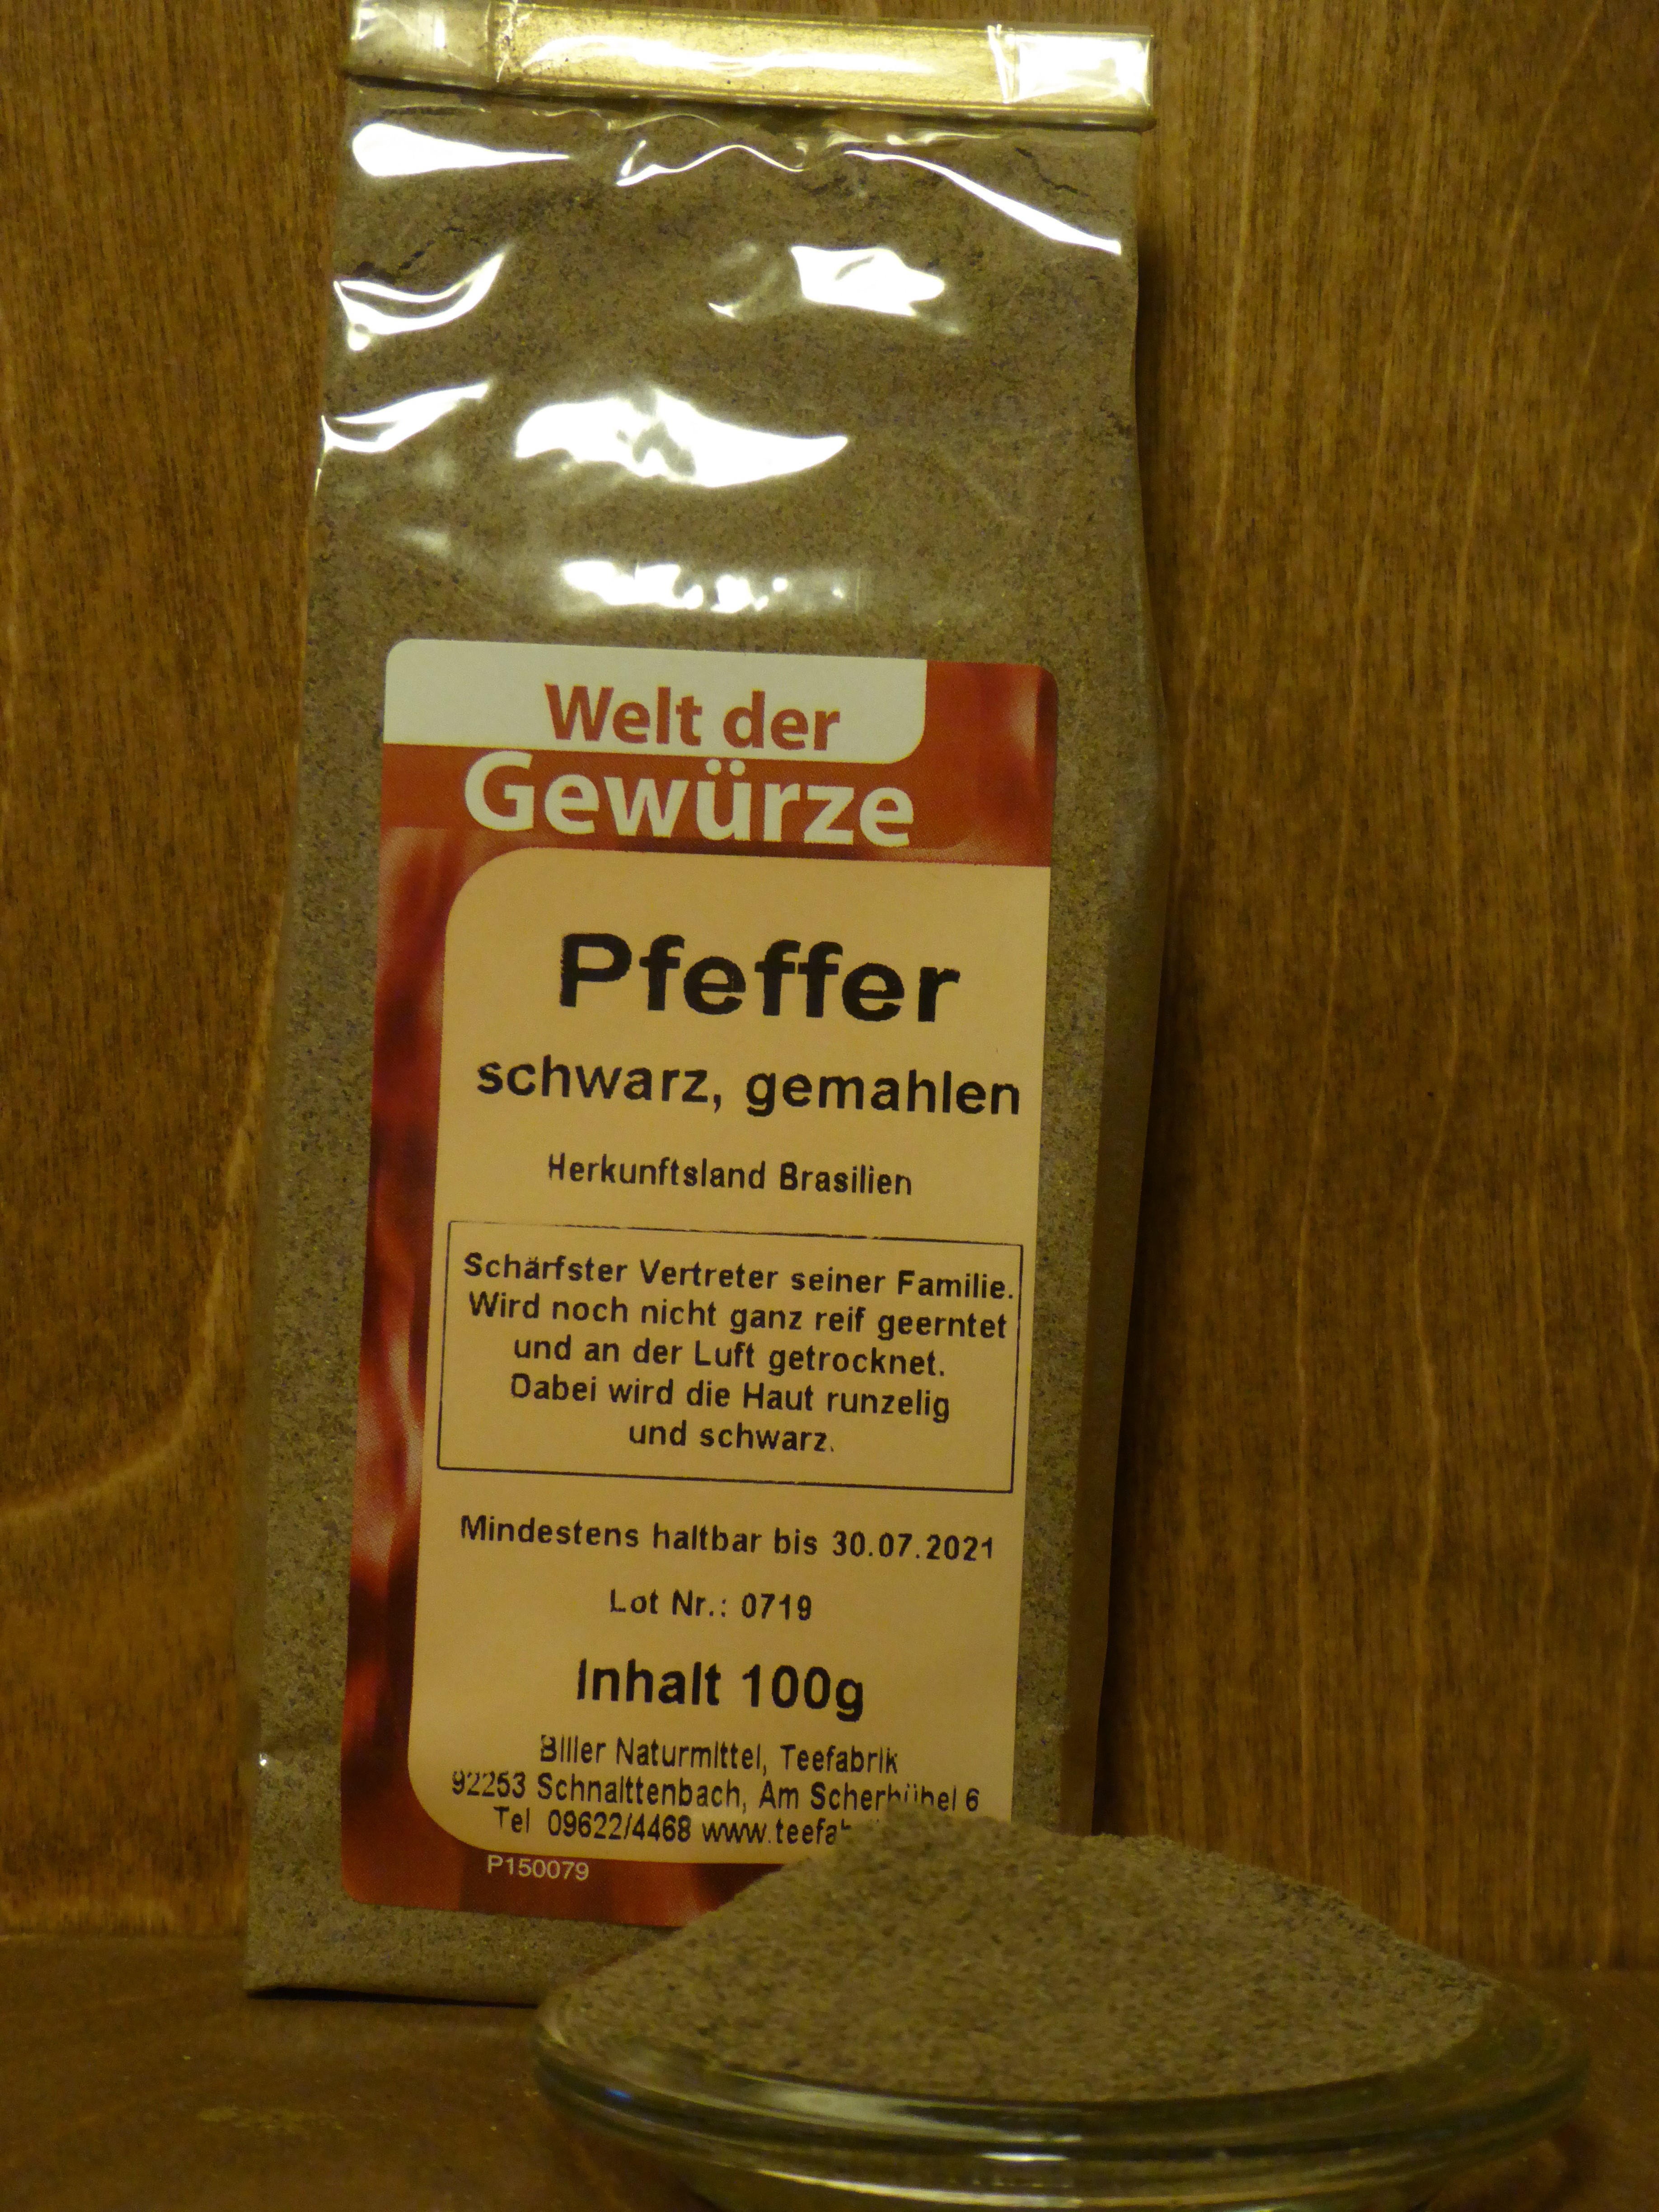 Welt der
Gewürze
Pfeffer
schwarz, gemahlen
Herkunftsland Brasilien
Schärfster Vertreter seiner Familie.
Wird noch nicht ganz reif geerntet
und an der Luft getrocknet.
Dabei wird die Haut runzelig
und schwarz.
Mindestens haltbar bis 30.07.2021
Lot Nr.: 0719
Inhalt 100g
Biller Naturmittel, Teefabrik
92253 Schnaittenbach, Am Scherhübel 6
Tel 09622/4468
P150079